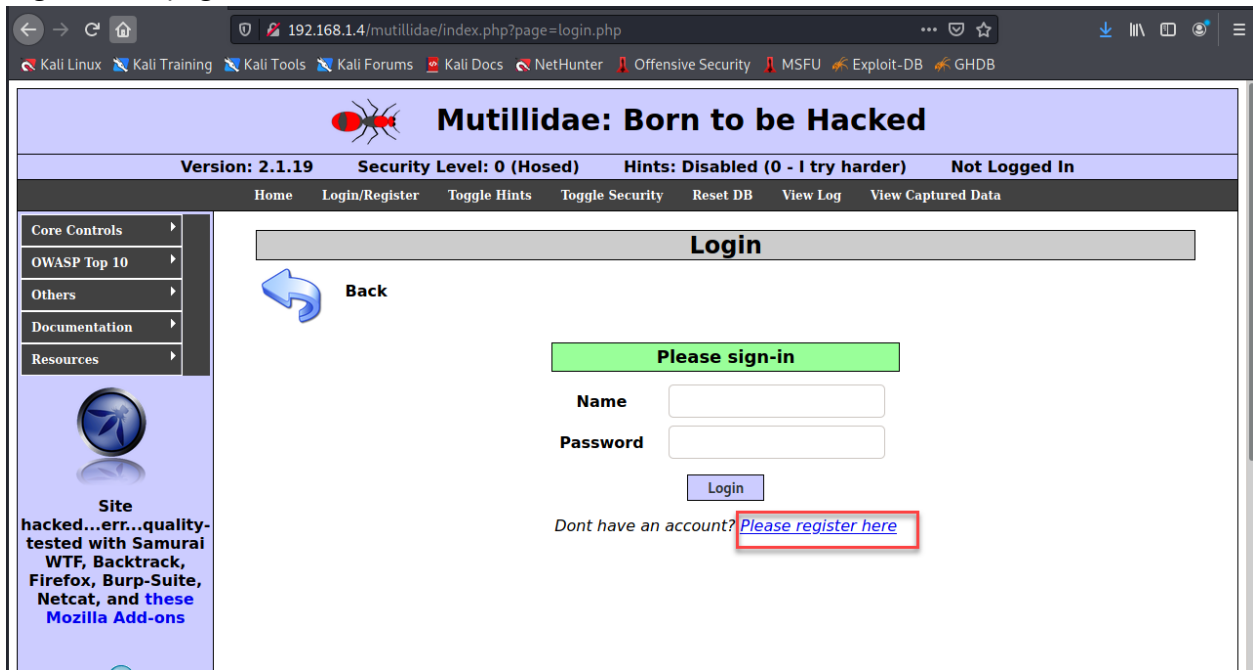 192.168.1.4/mutillidae/index.php?page=login.php
Kali Linux Kali Training Kali Tools Kali Forums Kali Docs NetHunter Offensive Security MSFU Exploit-DB GHDB
Mutillidae: Born to be Hacked
Version: 2.1.19 Security Level: 0 (Hosed) Hints: Disabled (0 - I try harder) Not Logged In
Home Login/Register Toggle Hints Toggle Security Reset DB View Log View Captured Data
Core Controls
OWASP Top 10
Others
Documentation
Resources
Site
hacked...err...quality-
tested with Samurai
WTF, Backtrack,
Firefox, Burp-Suite,
Netcat, and these
Mozilla Add-ons
Login
Back
Please sign-in
Name
Password
Login
Dont have an account? Please register here